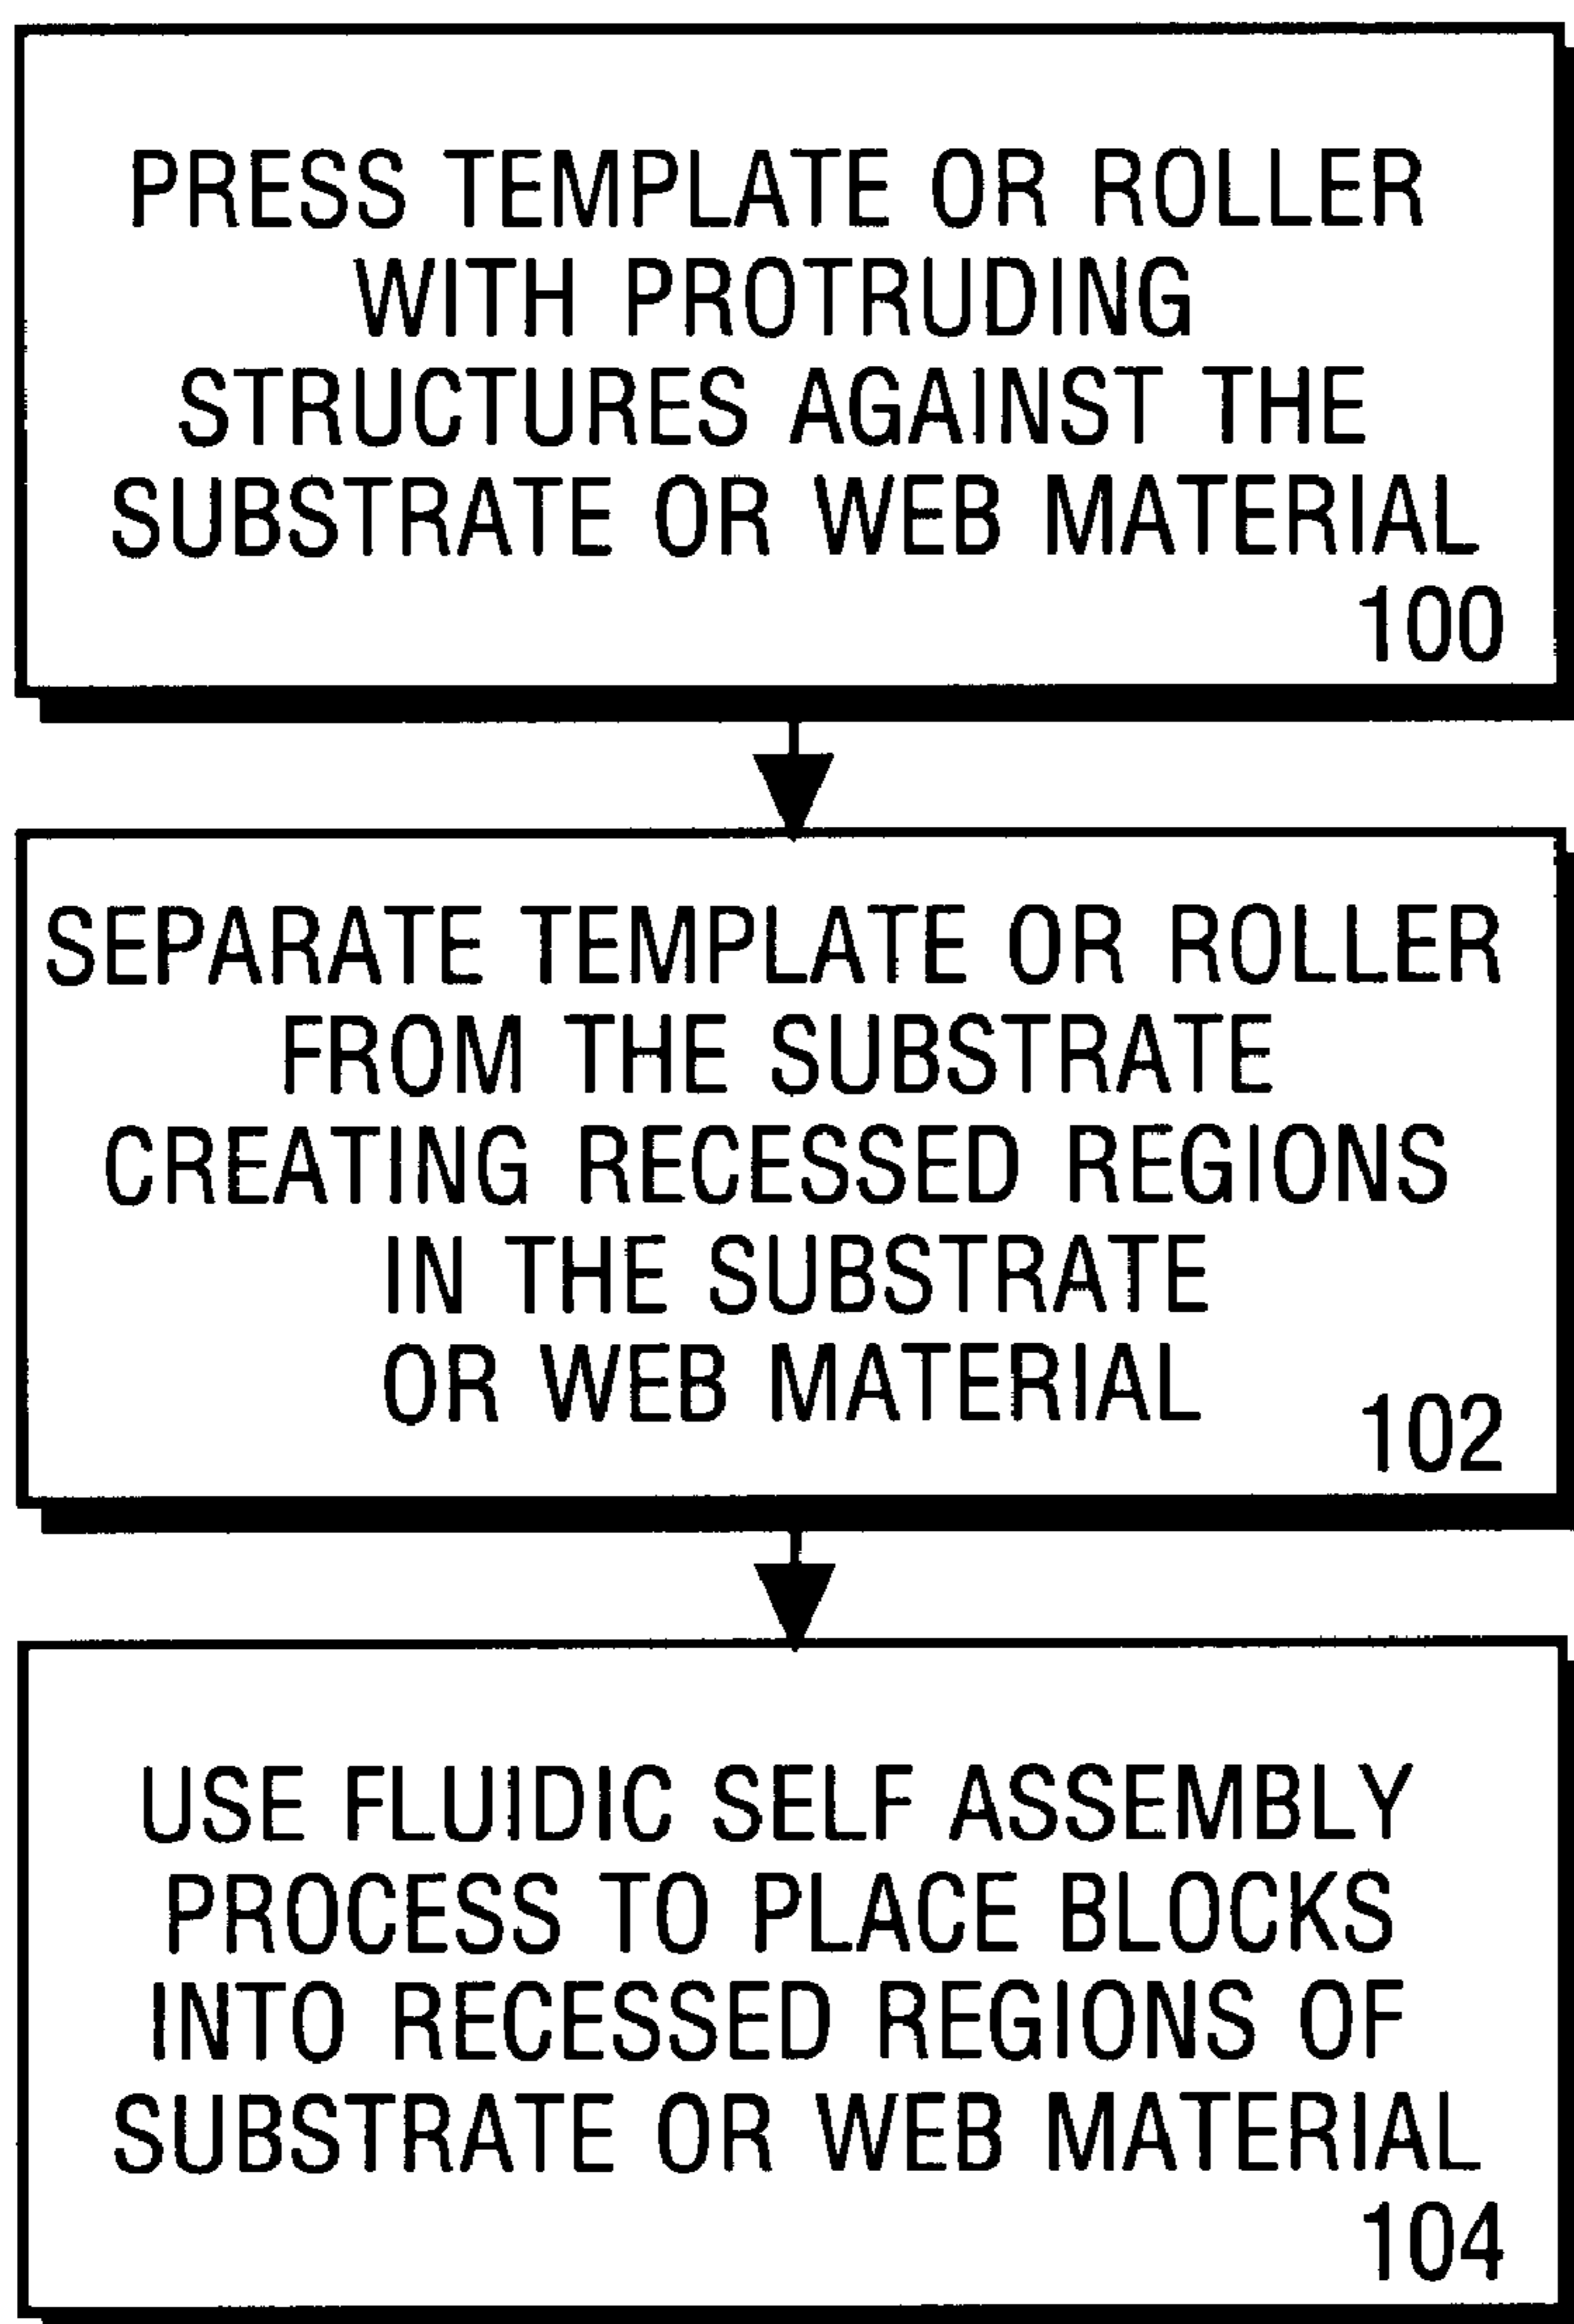 PRESS TEMPLATE OR ROLLER
WITH PROTRUDING
STRUCTURES AGAINST THE
SUBSTRATE OR WEB MATERIAL
100
SEPARATE TEMPLATE OR ROLLER
FROM THE SUBSTRATE
CREATING RECESSED REGIONS
IN THE SUBSTRATE
OR WEB MATERIAL
102
USE FLUIDIC SELF ASSEMBLY
PROCESS TO PLACE BLOCKS
INTO RECESSED REGIONS OF
SUBSTRATE OR WEB MATERIAL
104